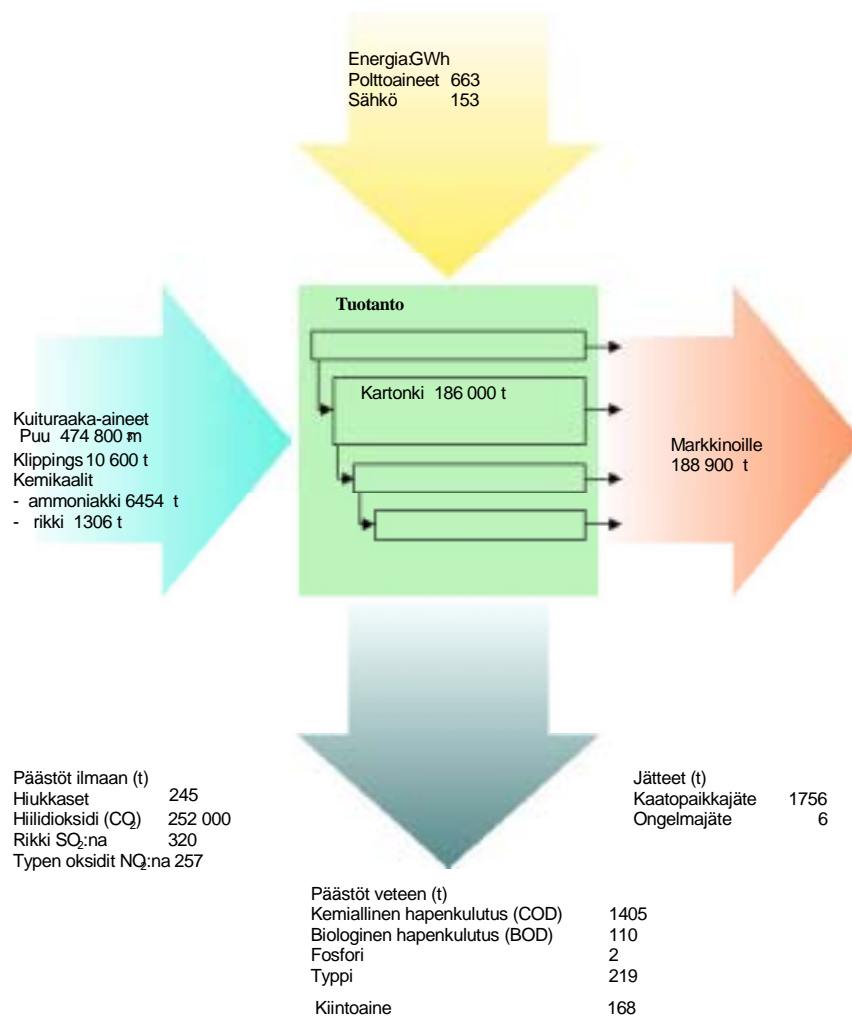 Energia:GWh
Polttoaineet 663
Sähkö 153
Tuotanto
Kartonki 186 000 t
Kuituraaka-aineet
Puu 474 800 m³
Klippings 10 600 t
Kemikaalit
- ammoniakki 6454 t
- rikki 1306 t
Markkinoille
188 900 t
Päästöt ilmaan (t)
Hiukkaset 245
Hiilidioksidi (CO₂) 252 000
Rikki SO₂:na 320
Typen oksidit NO₂:na 257
Jätteet (t)
Kaatopaikkajäte 1756
Ongelmajäte 6
Päästöt veteen (t)
Kemiallinen hapenkulutus (COD) 1405
Biologinen hapenkulutus (BOD) 110
Fosfori 2
Typpi 219
Kiintoaine 168